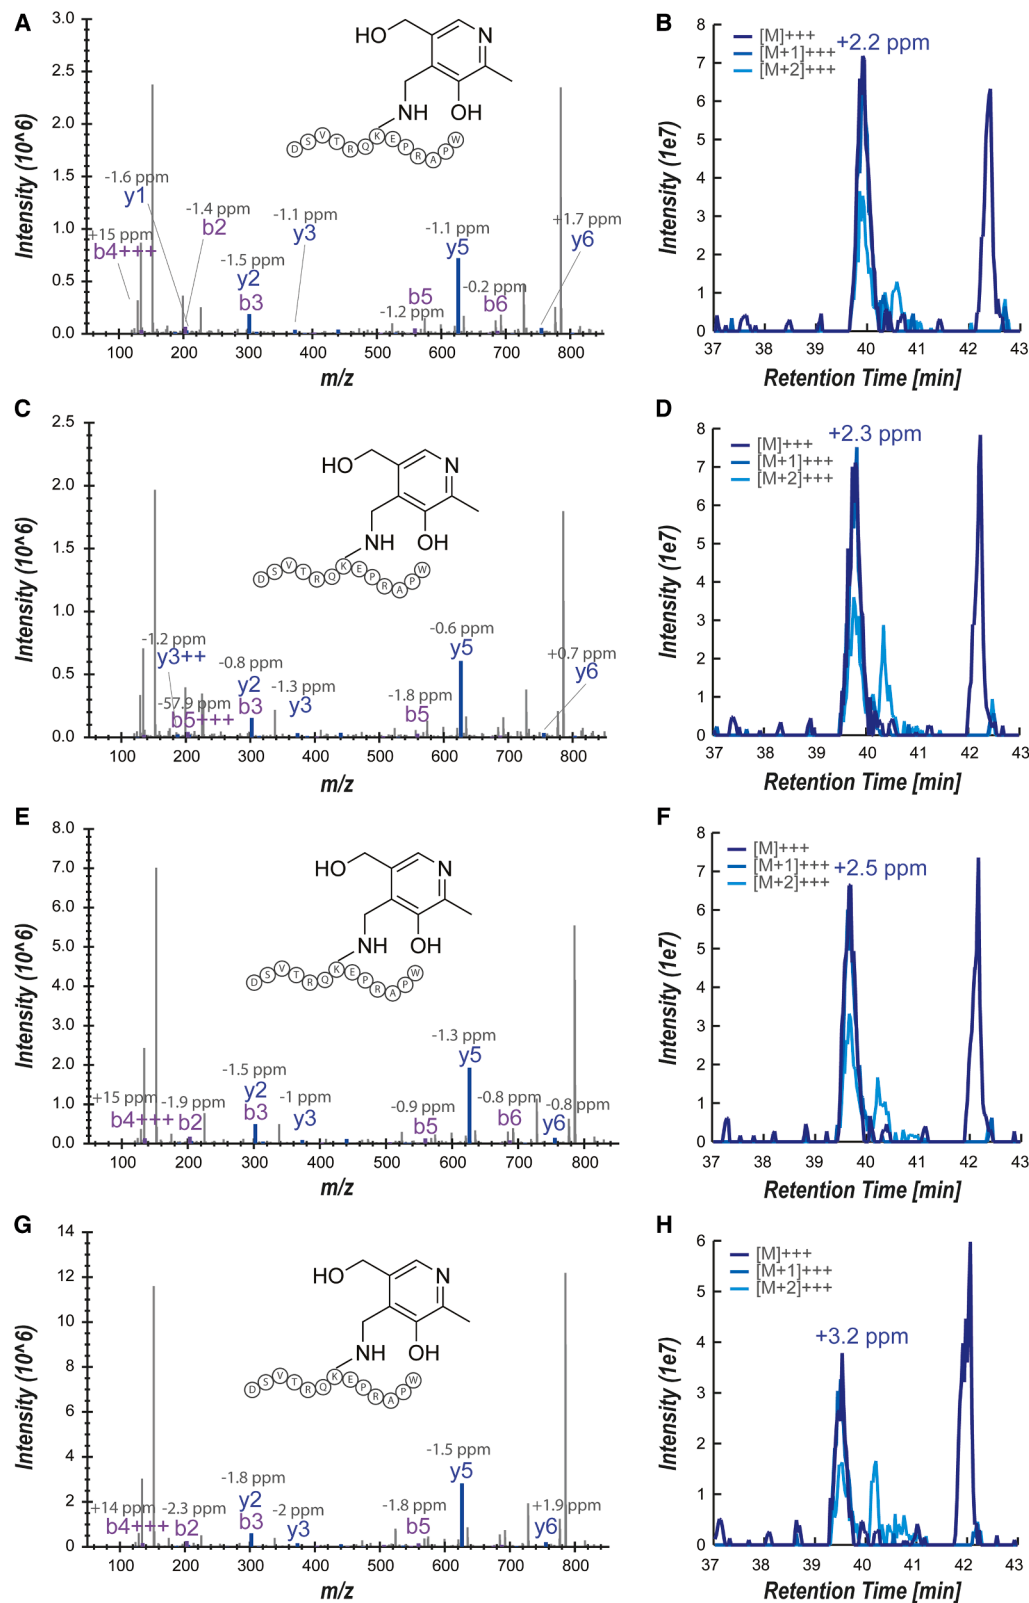 A
Intensity (10^6)
3.0
2.5
2.0
1.5
1.0
0.5
0.0
HO
N
NH
OH
D S V T R Q K E P R A P W
-1.6 ppm
y1
-1.4 ppm
b2
+15 ppm
b4+++
-1.5 ppm
y2
b3
-1.1 ppm
y3
-1.1 ppm
y5
+1.7 ppm
y6
b5
-1.2 ppm
-0.2 ppm
b6
100 200 300 400 500 600 700 800
m/z
B
Intensity (1e7)
8
7
6
5
4
3
2
1
0
[M]+++
[M+1]+++
[M+2]+++
+2.2 ppm
37 38 39 40 41 42 43
Retention Time [min]
C
Intensity (10^6)
2.5
2.0
1.5
1.0
0.5
0.0
HO
N
NH
OH
D S V T R Q K E P R A P W
-1.2 ppm
y3++
-57.9 ppm
b5+++
-0.8 ppm
y2
b3
-1.3 ppm
y3
-1.8 ppm
b5
-0.6 ppm
y5
+0.7 ppm
y6
100 200 300 400 500 600 700 800
m/z
D
Intensity (1e7)
8
7
6
5
4
3
2
1
0
[M]+++
[M+1]+++
[M+2]+++
+2.3 ppm
37 38 39 40 41 42 43
Retention Time [min]
E
Intensity (10^6)
8.0
7.0
6.0
5.0
4.0
3.0
2.0
1.0
0.0
HO
N
NH
OH
D S V T R Q K E P R A P W
+15 ppm
b4+++
-1.9 ppm
b2
-1.5 ppm
y2
b3
-1 ppm
y3
-0.9 ppm
b5
-1.3 ppm
y5
-0.8 ppm
b6
-0.8 ppm
y6
100 200 300 400 500 600 700 800
m/z
F
Intensity (1e7)
8
7
6
5
4
3
2
1
0
[M]+++
[M+1]+++
[M+2]+++
+2.5 ppm
37 38 39 40 41 42 43
Retention Time [min]
G
Intensity (10^6)
14
12
10
8
6
4
2
0
HO
N
NH
OH
D S V T R Q K E P R A P W
+14 ppm
b4+++
-2.3 ppm
b2
-1.8 ppm
y2
b3
-2 ppm
y3
-1.8 ppm
b5
-1.5 ppm
y5
+1.9 ppm
y6
100 200 300 400 500 600 700 800
m/z
H
Intensity (1e7)
6
5
4
3
2
1
0
[M]+++
[M+1]+++
[M+2]+++
+3.2 ppm
37 38 39 40 41 42 43
Retention Time [min]